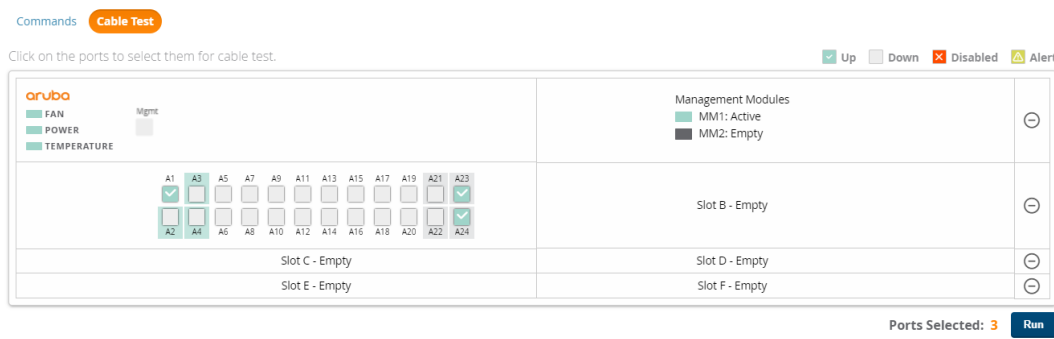 Commands Cable Test
Click on the ports to select them for cable test.
Up Down Disabled Alert
aruba
FAN
POWER
TEMPERATURE
Mgmt
Management Modules
MM1: Active
MM2: Empty
A1 A3 A5 A7 A9 A11 A13 A15 A17 A19 A21 A23
A2 A4 A6 A8 A10 A12 A14 A16 A18 A20 A22 A24
Slot B - Empty
Slot C - Empty Slot D - Empty
Slot E - Empty Slot F - Empty
Ports Selected: 3 Run